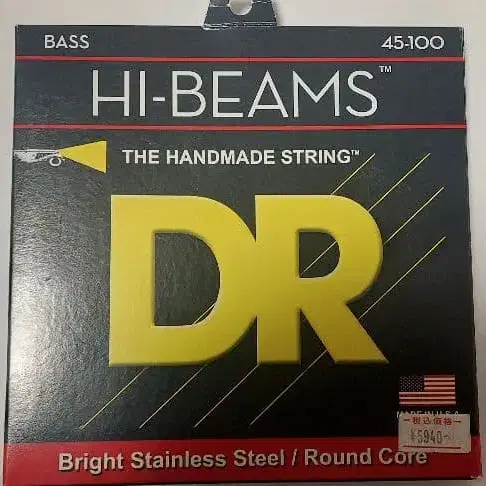 BASS 45-100
HI-BEAMS™
THE HANDMADE STRING™
DR
MADE IN U.S.A.
税込価格
¥5940-
Bright Stainless Steel / Round Core